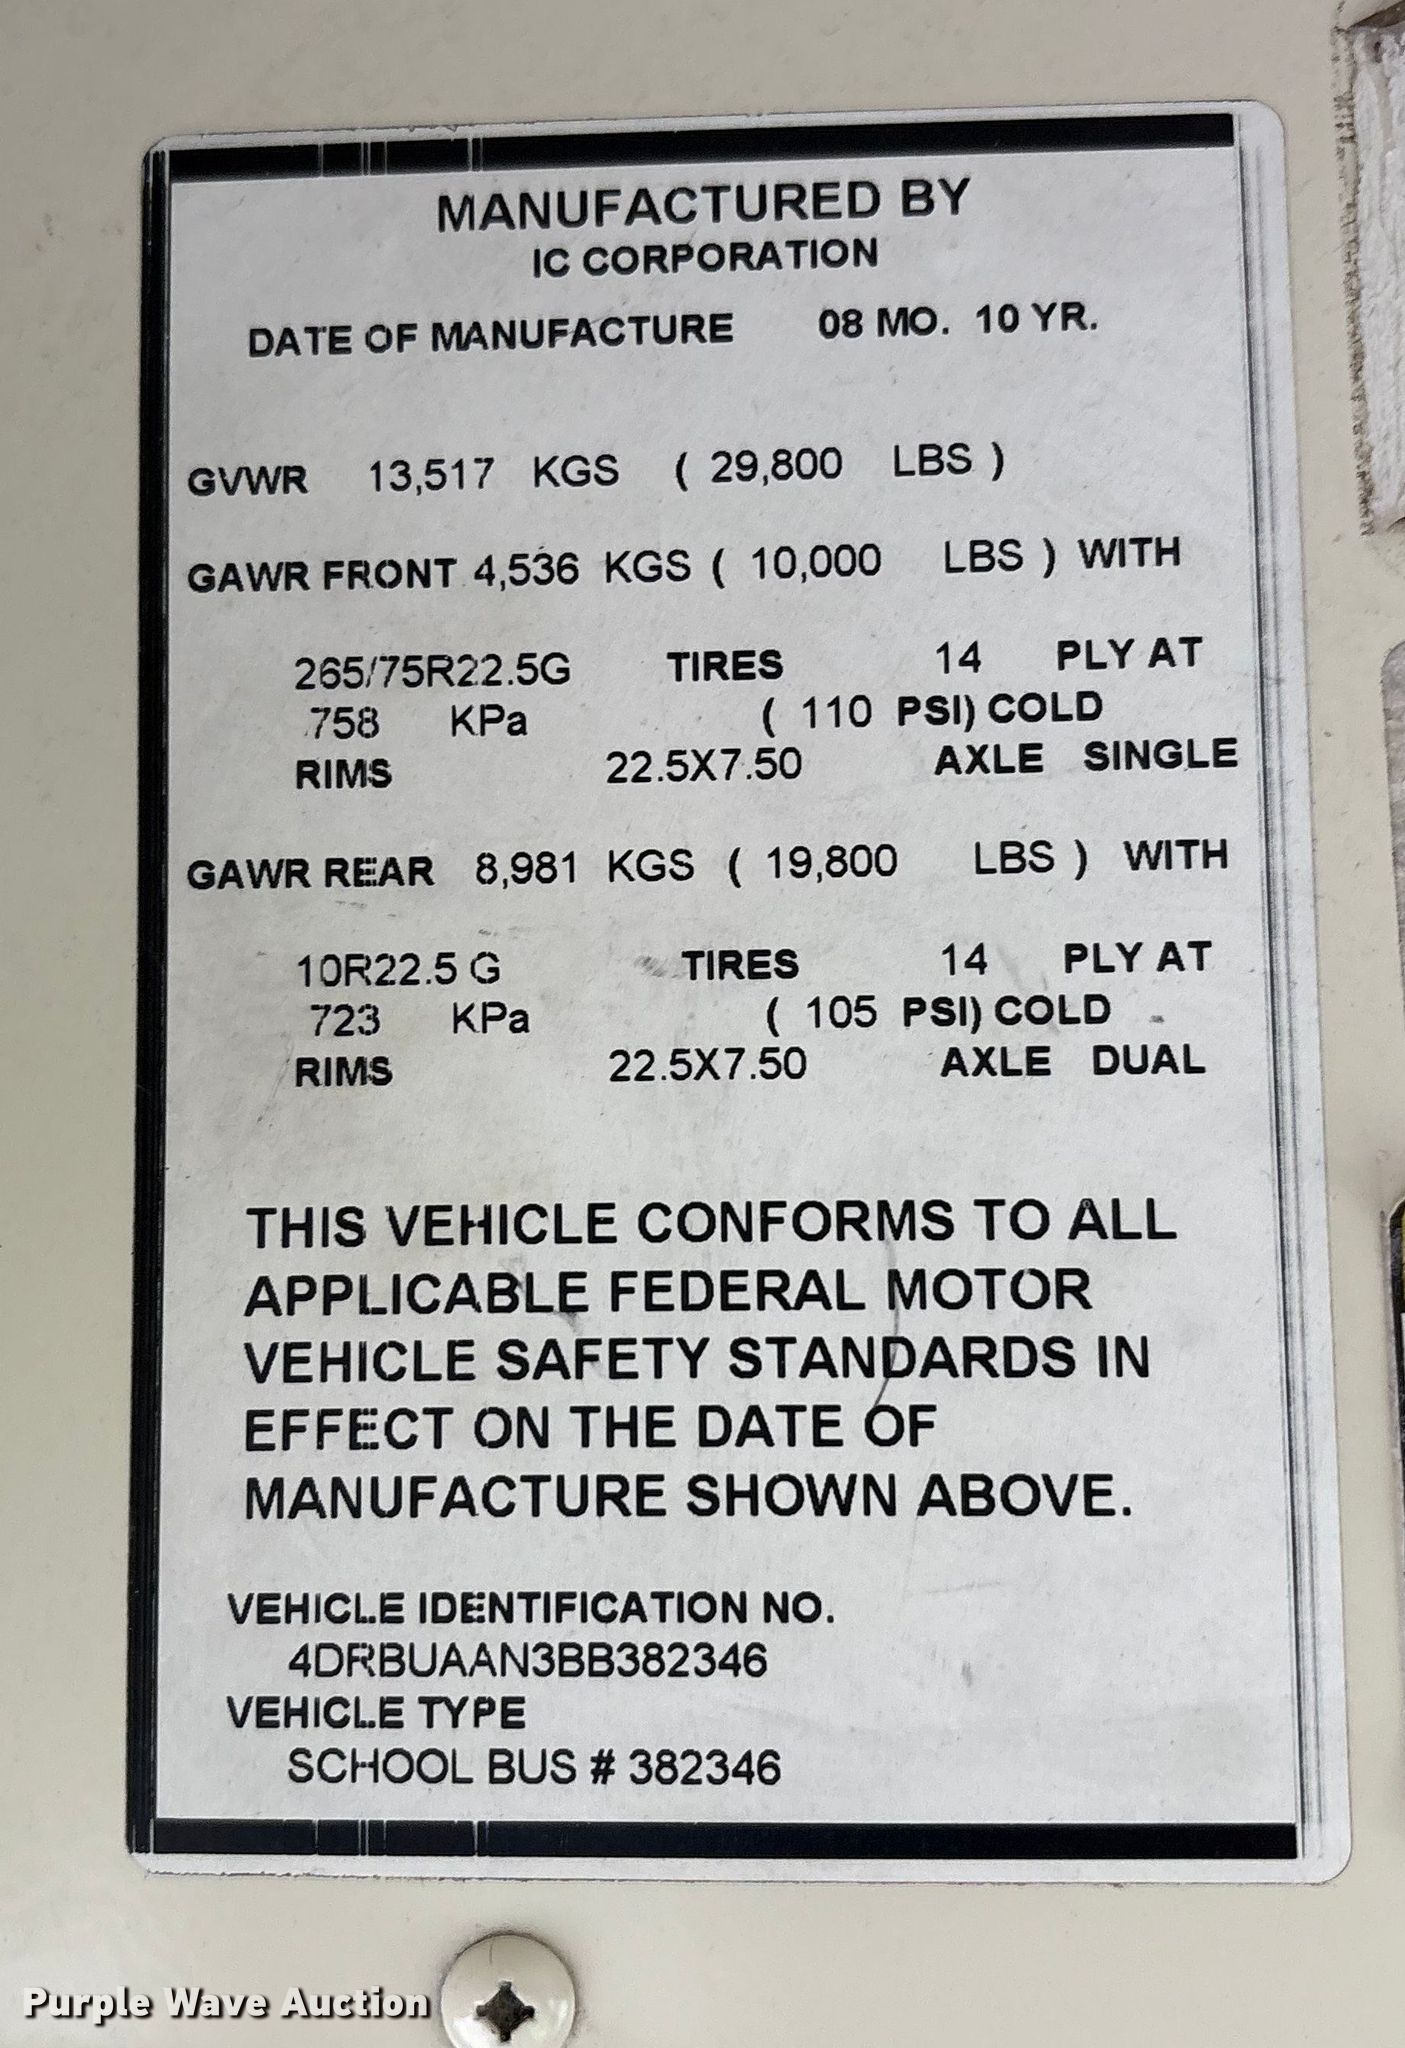 MANUFACTURED BY
IC CORPORATION
DATE OF MANUFACTURE 08 MO. 10 YR.
GVWR 13,517 KGS ( 29,800 LBS )
GAWR FRONT 4,536 KGS ( 10,000 LBS ) WITH
265/75R22.5G TIRES 14 PLY AT
758 KPa ( 110 PSI) COLD
RIMS 22.5X7.50 AXLE SINGLE
GAWR REAR 8,981 KGS ( 19,800 LBS ) WITH
10R22.5 G TIRES 14 PLY AT
723 KPa ( 105 PSI) COLD
RIMS 22.5X7.50 AXLE DUAL
THIS VEHICLE CONFORMS TO ALL
APPLICABLE FEDERAL MOTOR
VEHICLE SAFETY STANDARDS IN
EFFECT ON THE DATE OF
MANUFACTURE SHOWN ABOVE.
VEHICLE IDENTIFICATION NO.
4DRBUAAN3BB382346
VEHICLE TYPE
SCHOOL BUS # 382346
Purple Wave Auction